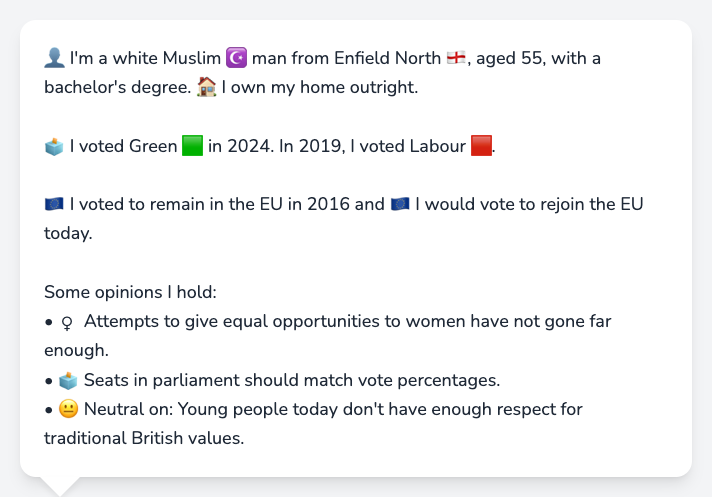 👤 I'm a white Muslim ☪️ man from Enfield North 🏴󠁧󠁢󠁥󠁮󠁧󠁿, aged 55, with a
bachelor's degree. 🏠 I own my home outright.
🗳️ I voted Green 🟩 in 2024. In 2019, I voted Labour 🟥.
🇪🇺 I voted to remain in the EU in 2016 and 🇪🇺 I would vote to rejoin the EU
today.
Some opinions I hold:
• ♀ Attempts to give equal opportunities to women have not gone far
enough.
• 🗳️ Seats in parliament should match vote percentages.
• 😐 Neutral on: Young people today don't have enough respect for
traditional British values.